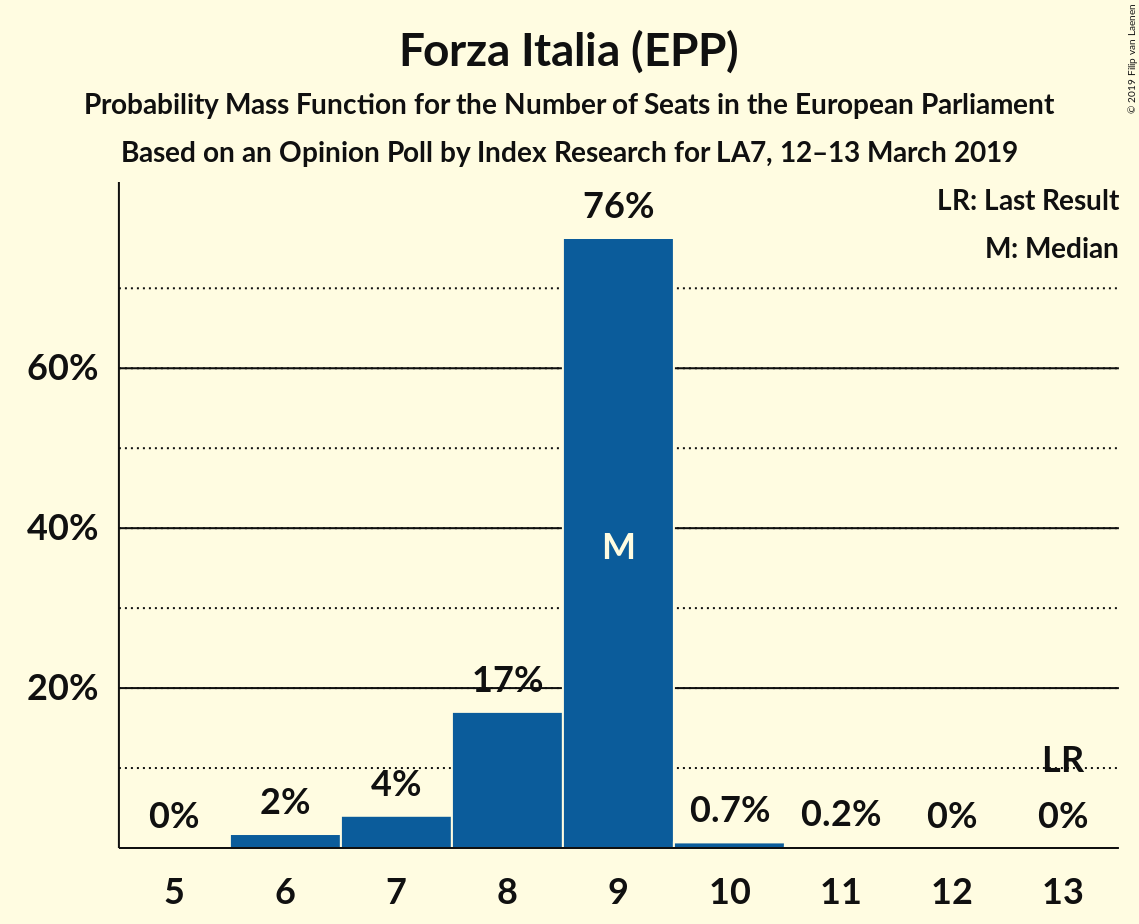 Forza Italia (EPP)
Probability Mass Function for the Number of Seats in the European Parliament
Based on an Opinion Poll by Index Research for LA7, 12–13 March 2019
© 2019 Filip van Laenen
LR: Last Result
M: Median
76%
60%
40%
M
20%
17%
LR
0%
2%
4%
0.7%
0.2%
0%
0%
5 6 7 8 9 10 11 12 13